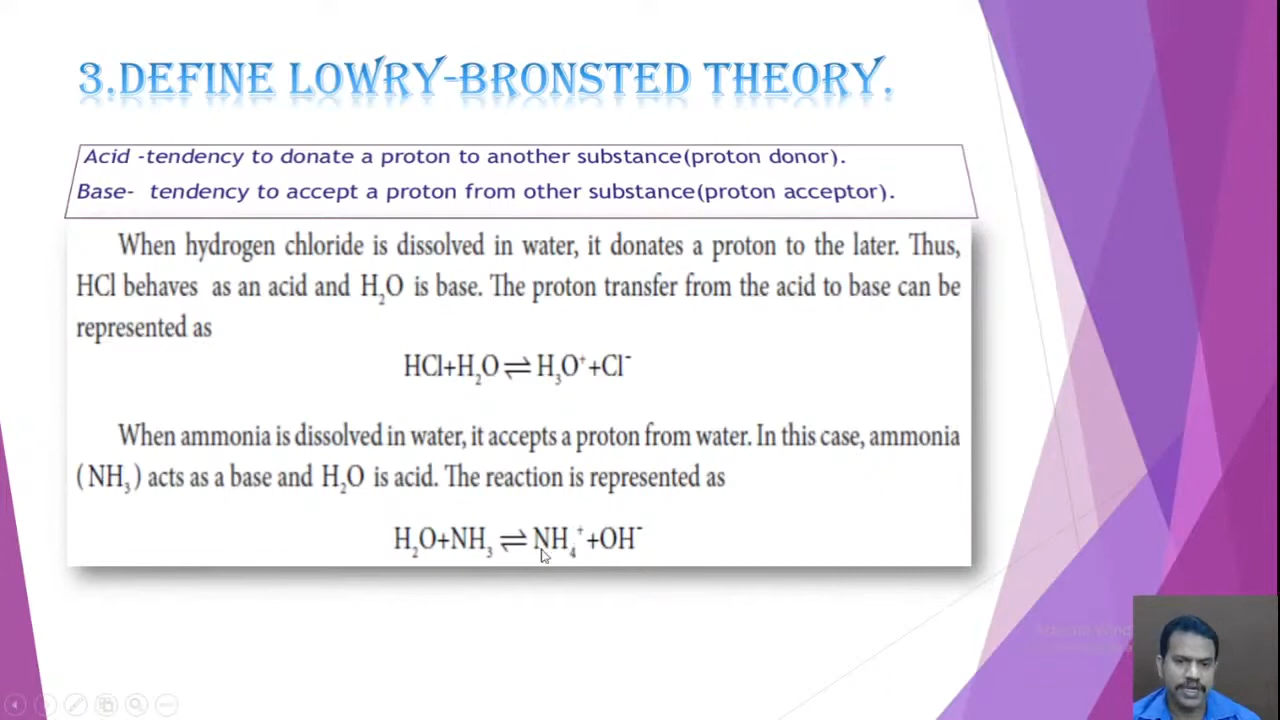 3.DEFINE LOWRY-BRONSTED THEORY.
Acid -tendency to donate a proton to another substance(proton donor).
Base- tendency to accept a proton from other substance(proton acceptor).
When hydrogen chloride is dissolved in water, it donates a proton to the later. Thus,
HCl behaves as an acid and H₂O is base. The proton transfer from the acid to base can be
represented as
HCl+H₂O⇌H₃O⁺+Cl⁻
When ammonia is dissolved in water, it accepts a proton from water. In this case, ammonia
(NH₃) acts as a base and H₂O is acid. The reaction is represented as
H₂O+NH₃⇌NH₄⁺+OH⁻